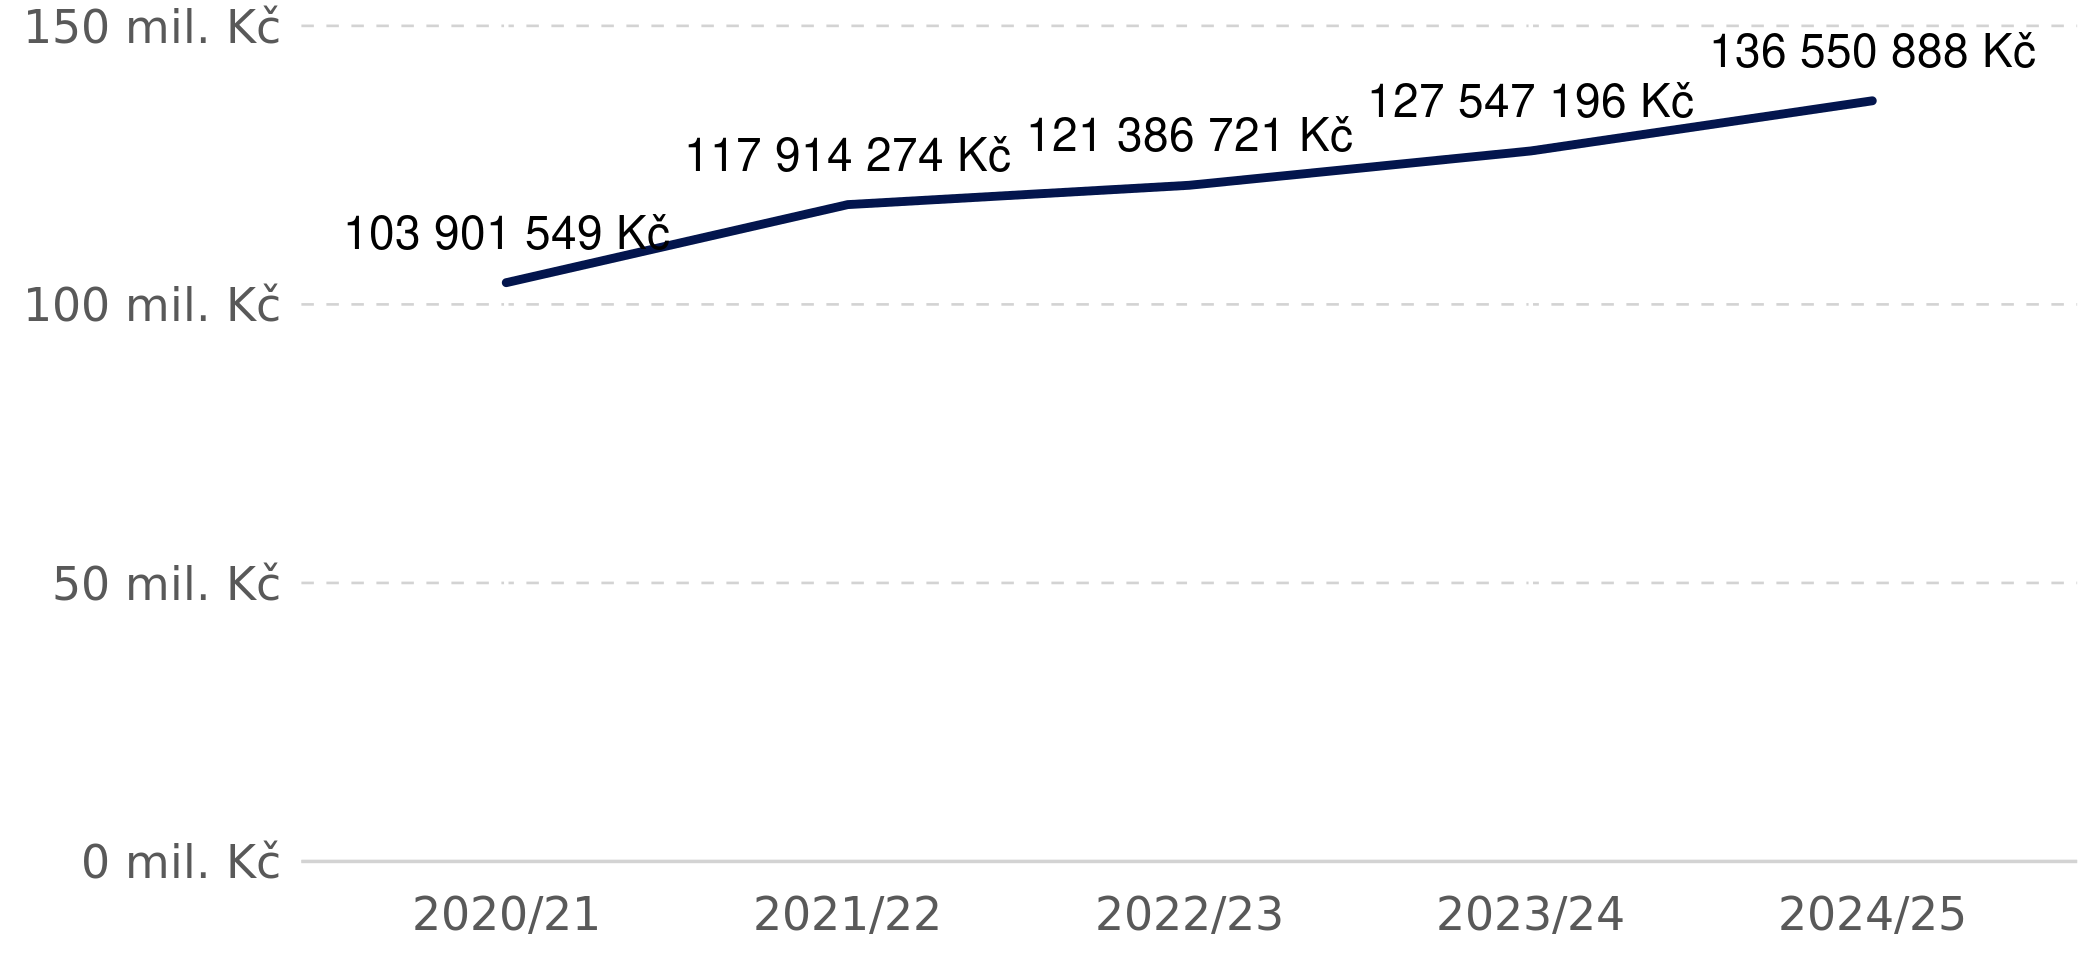 150 mil. Kč
136 550 888 Kč
127 547 196 Kč
121 386 721 Kč
117 914 274 Kč
103 901 549 Kč
100 mil. Kč
50 mil. Kč
0 mil. Kč
2020/21 2021/22 2022/23 2023/24 2024/25